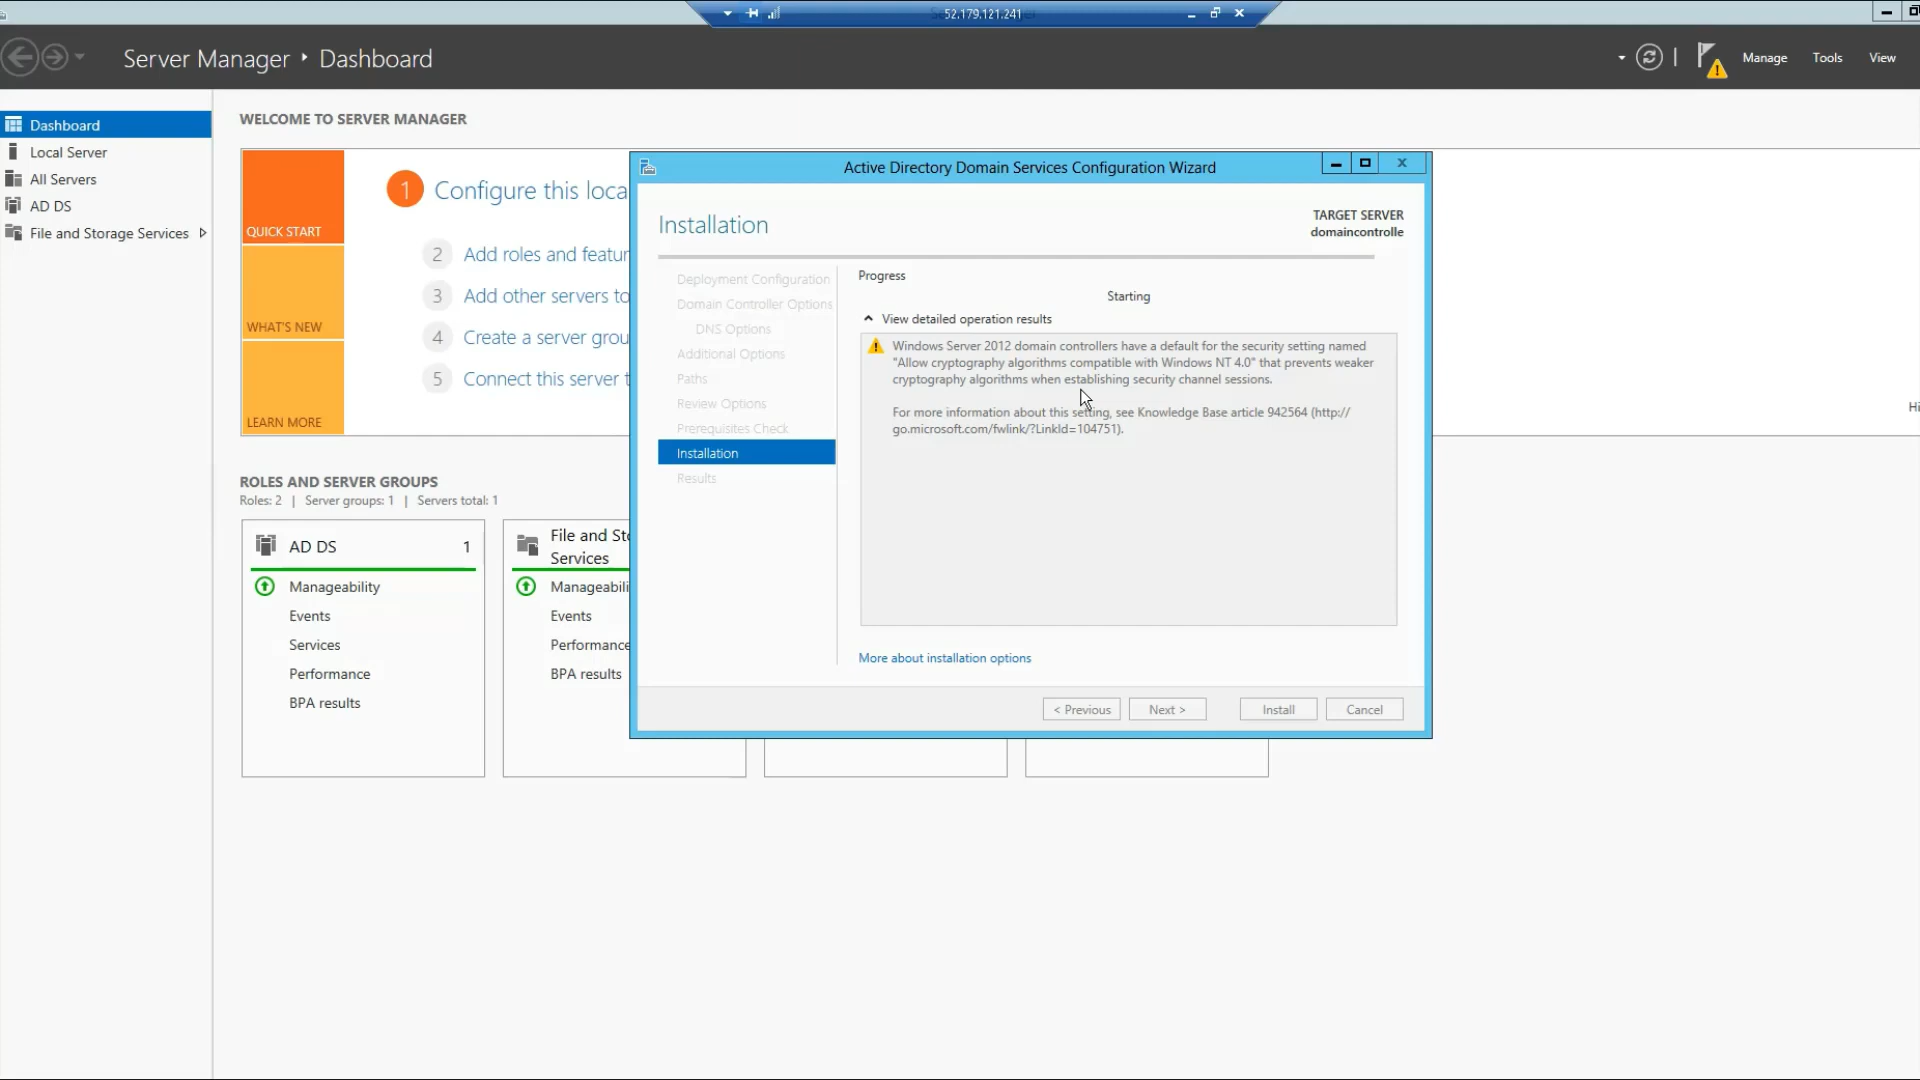 52.179.121.241
Server Manager ‣ Dashboard
Manage
Tools
View
Dashboard
Local Server
All Servers
AD DS
File and Storage Services
WELCOME TO SERVER MANAGER
QUICK START
WHAT'S NEW
LEARN MORE
1 Configure this loca
2 Add roles and featur
3 Add other servers to
4 Create a server grou
5 Connect this server t
Hi
ROLES AND SERVER GROUPS
Roles: 2 | Server groups: 1 | Servers total: 1
AD DS 1
Manageability
Events
Services
Performance
BPA results
File and Sto
Services
Manageabili
Events
Performance
BPA results
Active Directory Domain Services Configuration Wizard
Installation
TARGET SERVER
domaincontrolle
Deployment Configuration
Domain Controller Options
DNS Options
Additional Options
Paths
Review Options
Prerequisites Check
Installation
Results
Progress
Starting
View detailed operation results
Windows Server 2012 domain controllers have a default for the security setting named
"Allow cryptography algorithms compatible with Windows NT 4.0" that prevents weaker
cryptography algorithms when establishing security channel sessions.
For more information about this setting, see Knowledge Base article 942564 (http://
go.microsoft.com/fwlink/?LinkId=104751).
More about installation options
< Previous
Next >
Install
Cancel